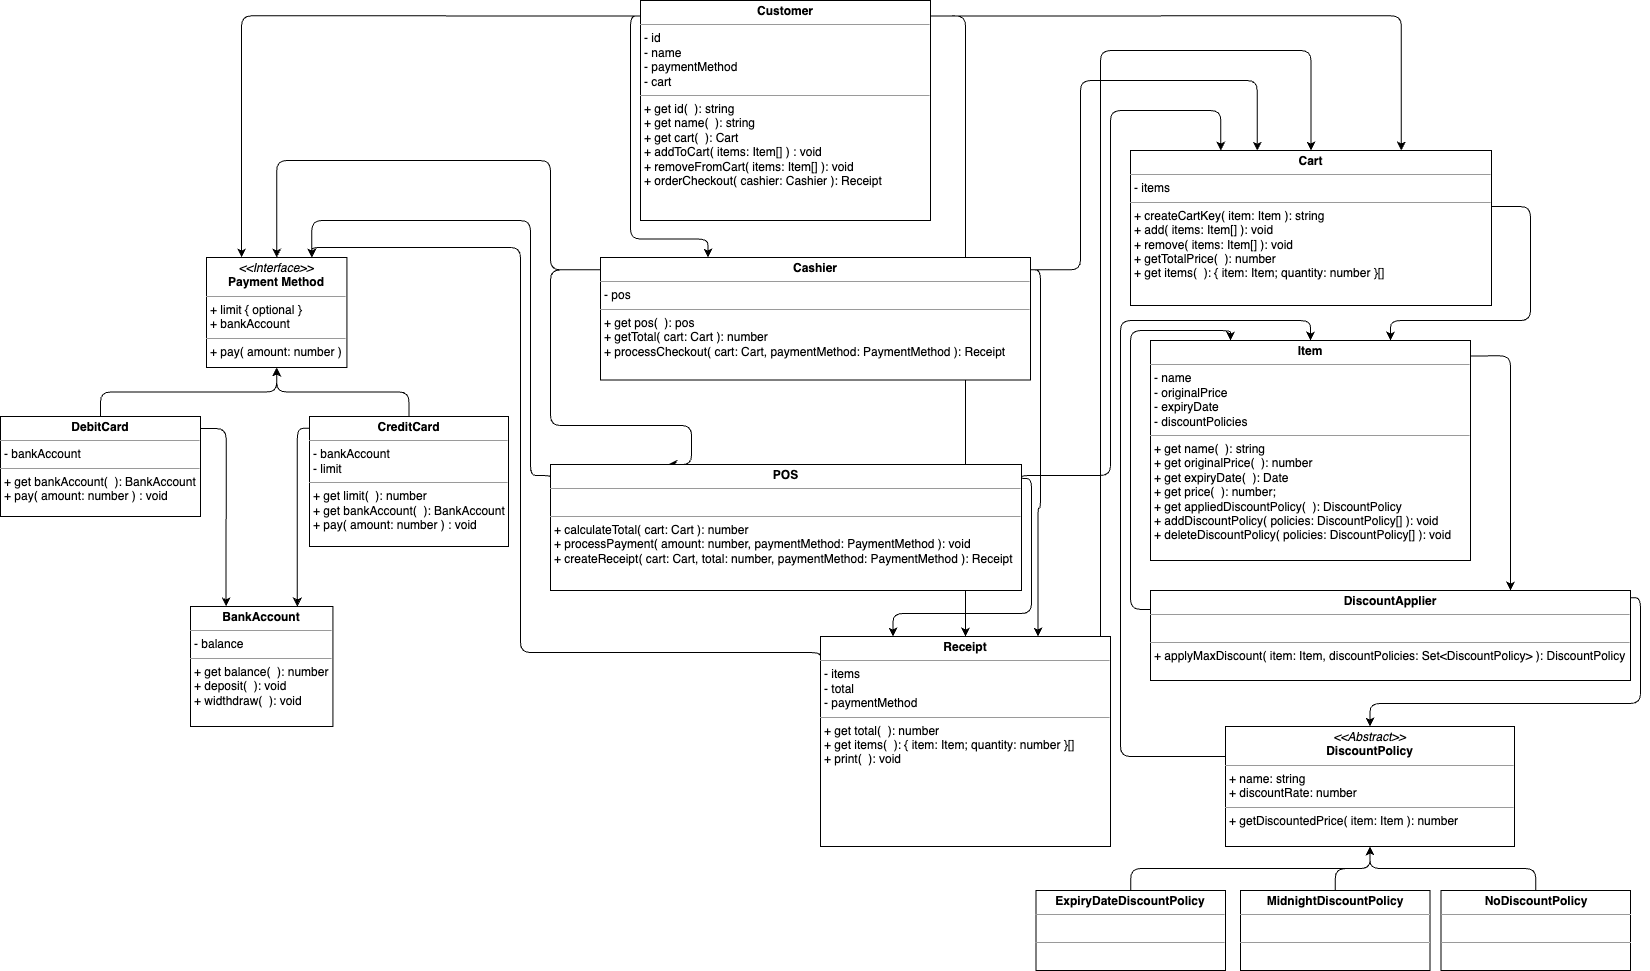 Customer
- id
- name
- paymentMethod
- cart
+ get id(  ): string
+ get name(  ): string
+ get cart(  ): Cart
+ addToCart( items: Item[] ) : void
+ removeFromCart( items: Item[] ): void
+ orderCheckout( cashier: Cashier ): Receipt
Cart
- items
+ createCartKey( item: Item ): string
+ add( items: Item[] ): void
+ remove( items: Item[] ): void
+ getTotalPrice(  ): number
+ get items(  ): { item: Item; quantity: number }[]
<<Interface>>
Payment Method
+ limit { optional }
+ bankAccount
+ pay( amount: number )
Cashier
- pos
+ get pos(  ): pos
+ getTotal( cart: Cart ): number
+ processCheckout( cart: Cart, paymentMethod: PaymentMethod ): Receipt
Item
- name
- originalPrice
- expiryDate
- discountPolicies
+ get name(  ): string
+ get originalPrice(  ): number
+ get expiryDate(  ): Date
+ get price(  ): number;
+ get appliedDiscountPolicy(  ): DiscountPolicy
+ addDiscountPolicy( policies: DiscountPolicy[] ): void
+ deleteDiscountPolicy( policies: DiscountPolicy[] ): void
DebitCard
- bankAccount
+ get bankAccount(  ): BankAccount
+ pay( amount: number ) : void
CreditCard
- bankAccount
- limit
+ get limit(  ): number
+ get bankAccount(  ): BankAccount
+ pay( amount: number ) : void
POS
+ calculateTotal( cart: Cart ): number
+ processPayment( amount: number, paymentMethod: PaymentMethod ): void
+ createReceipt( cart: Cart, total: number, paymentMethod: PaymentMethod ): Receipt
BankAccount
- balance
+ get balance(  ): number
+ deposit(  ): void
+ widthdraw(  ): void
Receipt
- items
- total
- paymentMethod
+ get total(  ): number
+ get items(  ): { item: Item; quantity: number }[]
+ print(  ): void
DiscountApplier
+ applyMaxDiscount( item: Item, discountPolicies: Set<DiscountPolicy> ): DiscountPolicy
<<Abstract>>
DiscountPolicy
+ name: string
+ discountRate: number
+ getDiscountedPrice( item: Item ): number
ExpiryDateDiscountPolicy
MidnightDiscountPolicy
NoDiscountPolicy